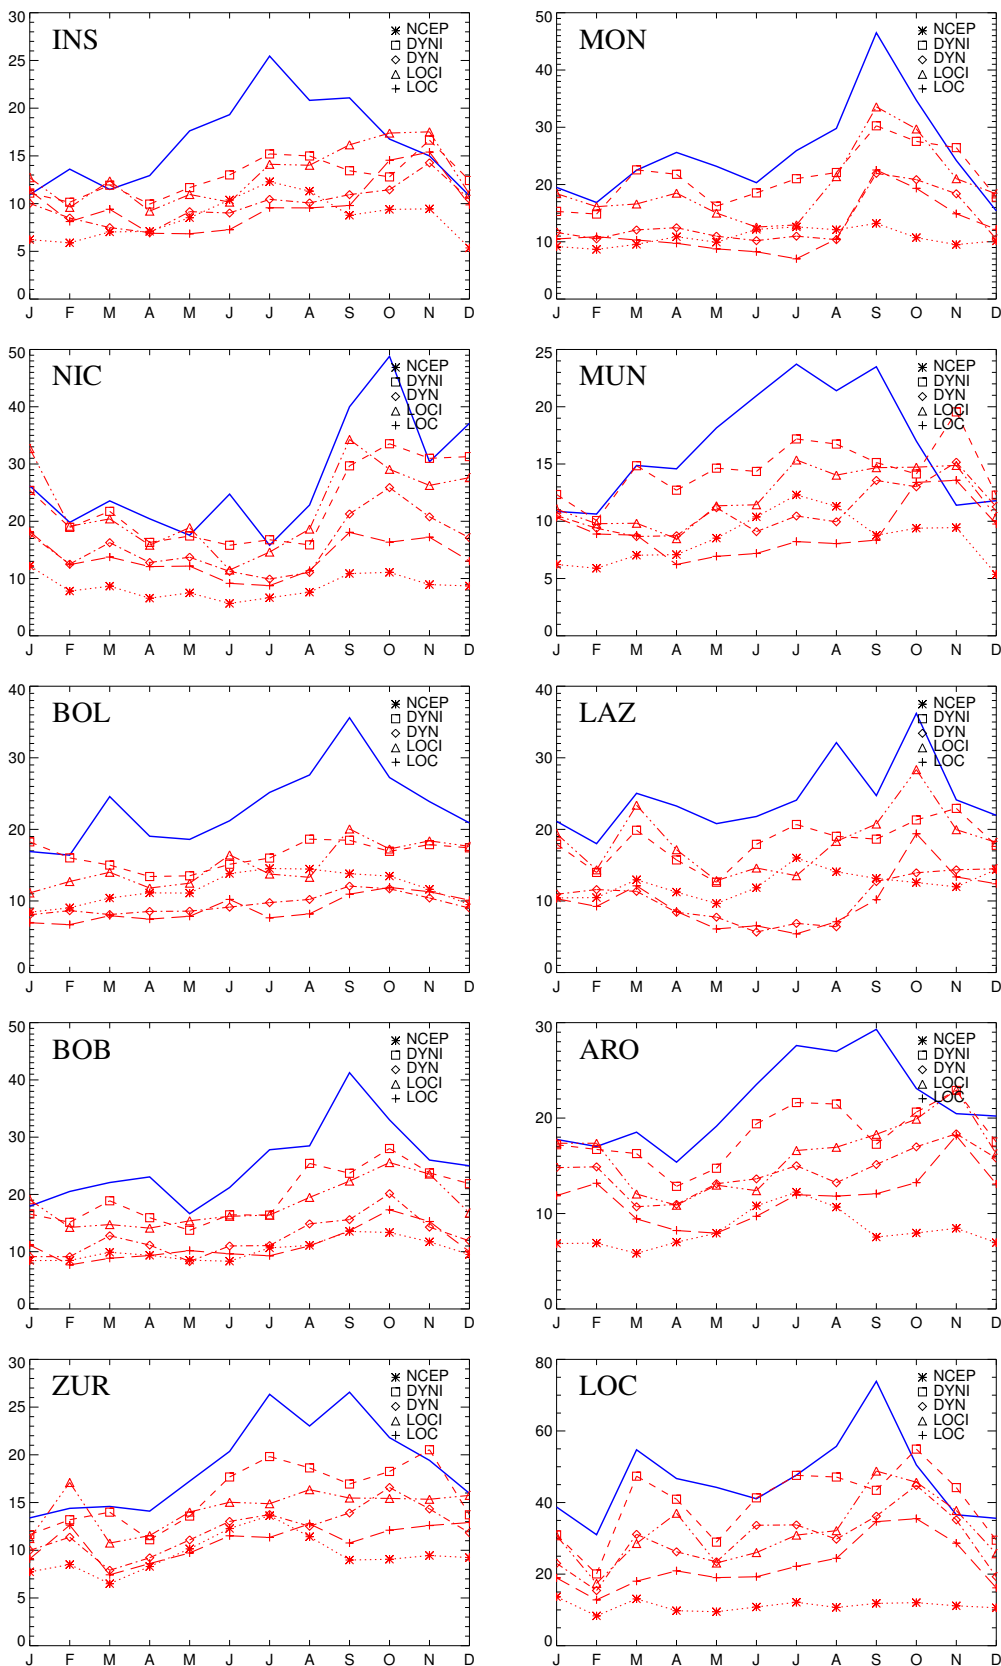 INS
NCEP
DYNI
DYN
LOCI
LOC
30
25
20
15
10
5
0
J F M A M J J A S O N D
MON
NCEP
DYNI
DYN
LOCI
LOC
50
40
30
20
10
0
J F M A M J J A S O N D
NIC
NCEP
DYNI
DYN
LOCI
LOC
50
40
30
20
10
0
J F M A M J J A S O N D
MUN
NCEP
DYNI
DYN
LOCI
LOC
25
20
15
10
5
0
J F M A M J J A S O N D
BOL
NCEP
DYNI
DYN
LOCI
LOC
40
30
20
10
0
J F M A M J J A S O N D
LAZ
NCEP
DYNI
DYN
LOCI
LOC
40
30
20
10
0
J F M A M J J A S O N D
BOB
NCEP
DYNI
DYN
LOCI
LOC
50
40
30
20
10
0
J F M A M J J A S O N D
ARO
NCEP
DYNI
DYN
LOCI
LOC
30
20
10
0
J F M A M J J A S O N D
ZUR
NCEP
DYNI
DYN
LOCI
LOC
30
25
20
15
10
5
0
J F M A M J J A S O N D
LOC
NCEP
DYNI
DYN
LOCI
LOC
80
60
40
20
0
J F M A M J J A S O N D